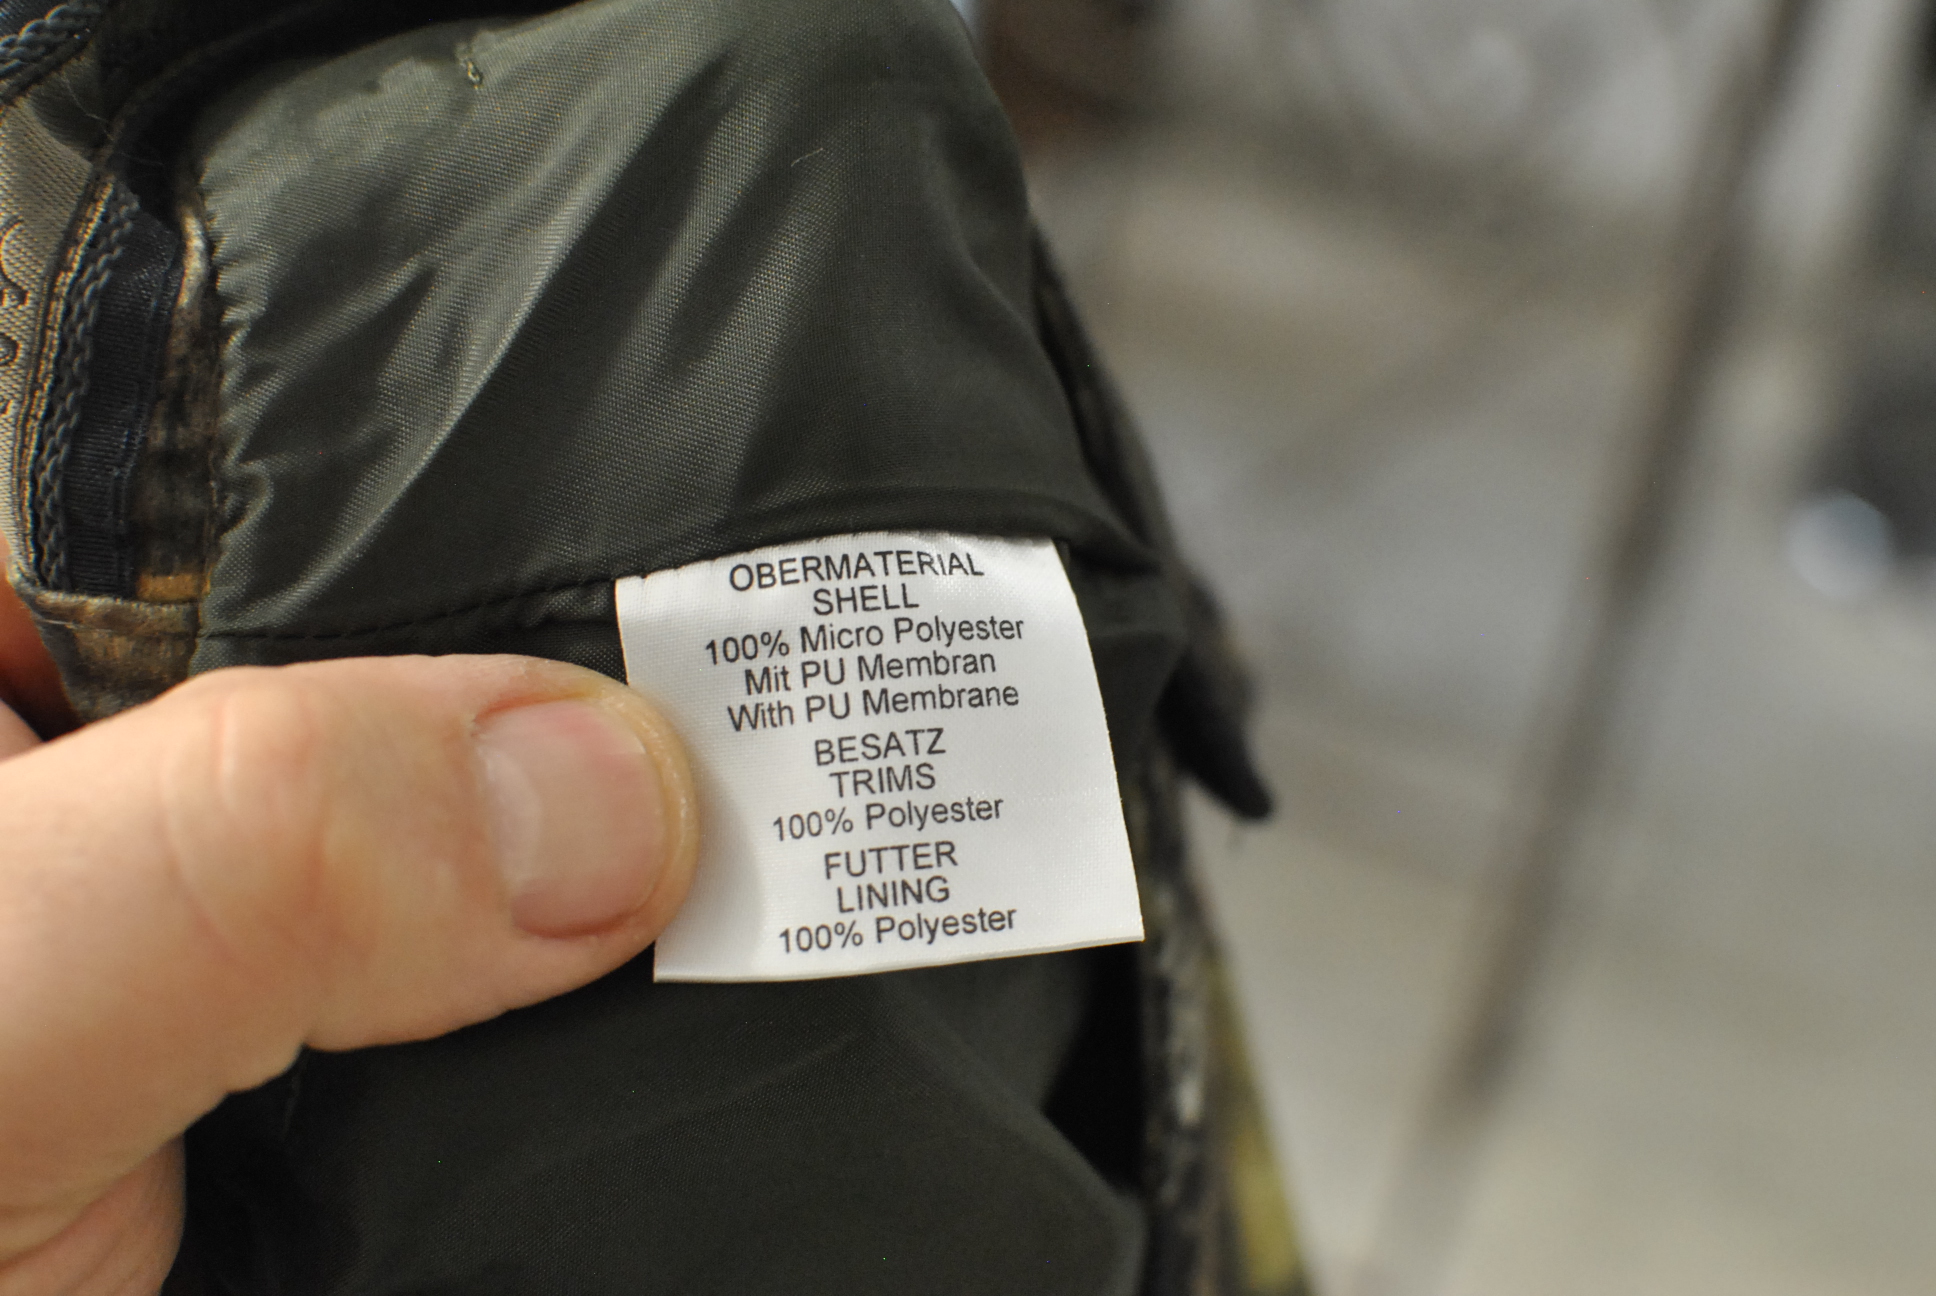 OBERMATERIAL
SHELL
100% Micro Polyester
Mit PU Membran
With PU Membrane
BESATZ
TRIMS
100% Polyester
FUTTER
LINING
100% Polyester